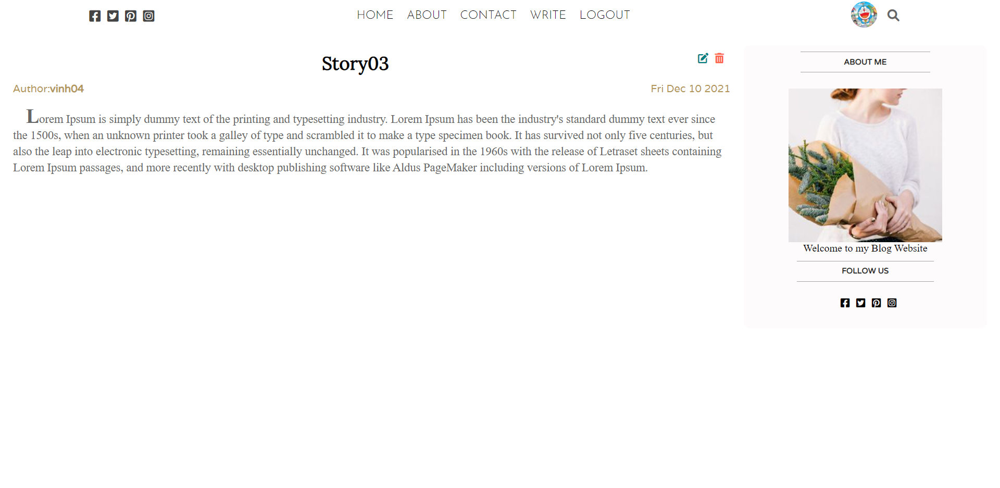 HOME ABOUT CONTACT WRITE LOGOUT
Story03
Author:vinh04
Fri Dec 10 2021
Lorem Ipsum is simply dummy text of the printing and typesetting industry. Lorem Ipsum has been the industry's standard dummy text ever since
the 1500s, when an unknown printer took a galley of type and scrambled it to make a type specimen book. It has survived not only five centuries, but
also the leap into electronic typesetting, remaining essentially unchanged. It was popularised in the 1960s with the release of Letraset sheets containing
Lorem Ipsum passages, and more recently with desktop publishing software like Aldus PageMaker including versions of Lorem Ipsum.
ABOUT ME
Welcome to my Blog Website
FOLLOW US